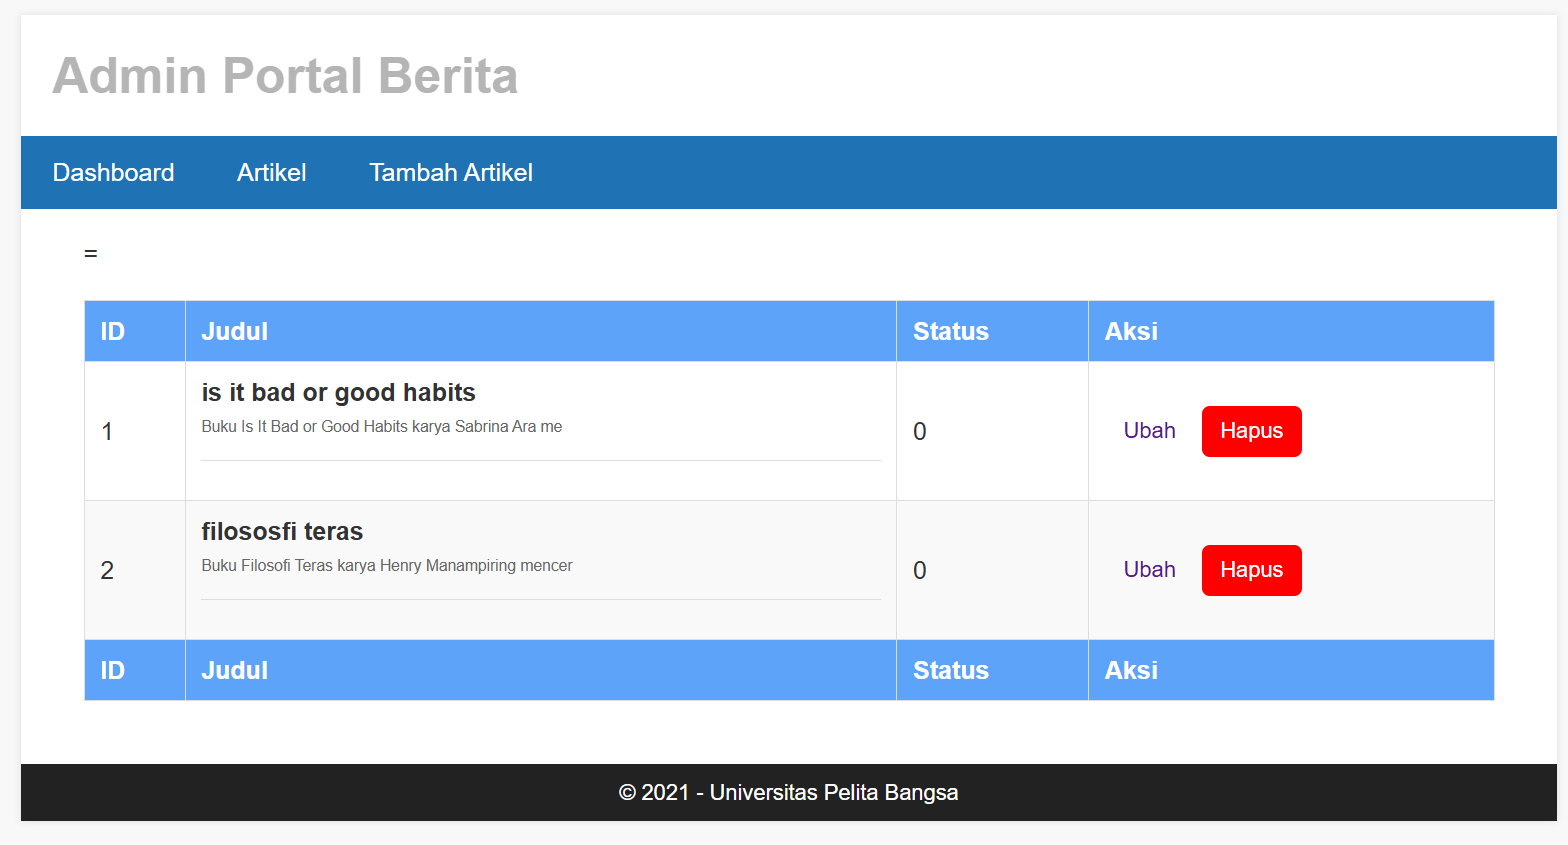 Admin Portal Berita
Dashboard Artikel Tambah Artikel
=
ID Judul Status Aksi
is it bad or good habits
Buku Is It Bad or Good Habits karya Sabrina Ara me
1 0 Ubah Hapus
filososfi teras
Buku Filosofi Teras karya Henry Manampiring mencer
2 0 Ubah Hapus
ID Judul Status Aksi
© 2021 - Universitas Pelita Bangsa